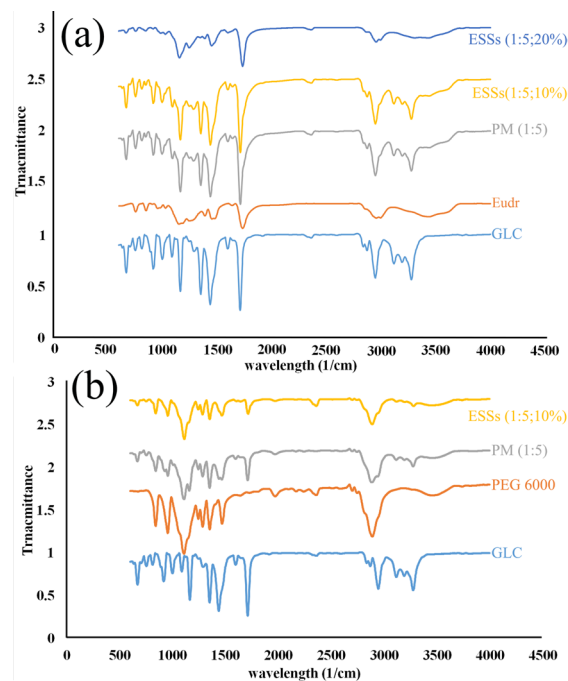 (a)
3
ESSs (1:5;20%)
2.5
ESSs(1:5;10%)
2
PM (1:5)
1.5
Eudr
1
GLC
0.5
0
Trnacmittance
0 500 1000 1500 2000 2500 3000 3500 4000 4500
wavelength (1/cm)
(b)
3
ESSs (1:5;10%)
2.5
PM (1:5)
2
PEG 6000
1.5
1
GLC
0.5
0
Trnacmittance
0 500 1000 1500 2000 2500 3000 3500 4000 4500
wavelength (1/cm)